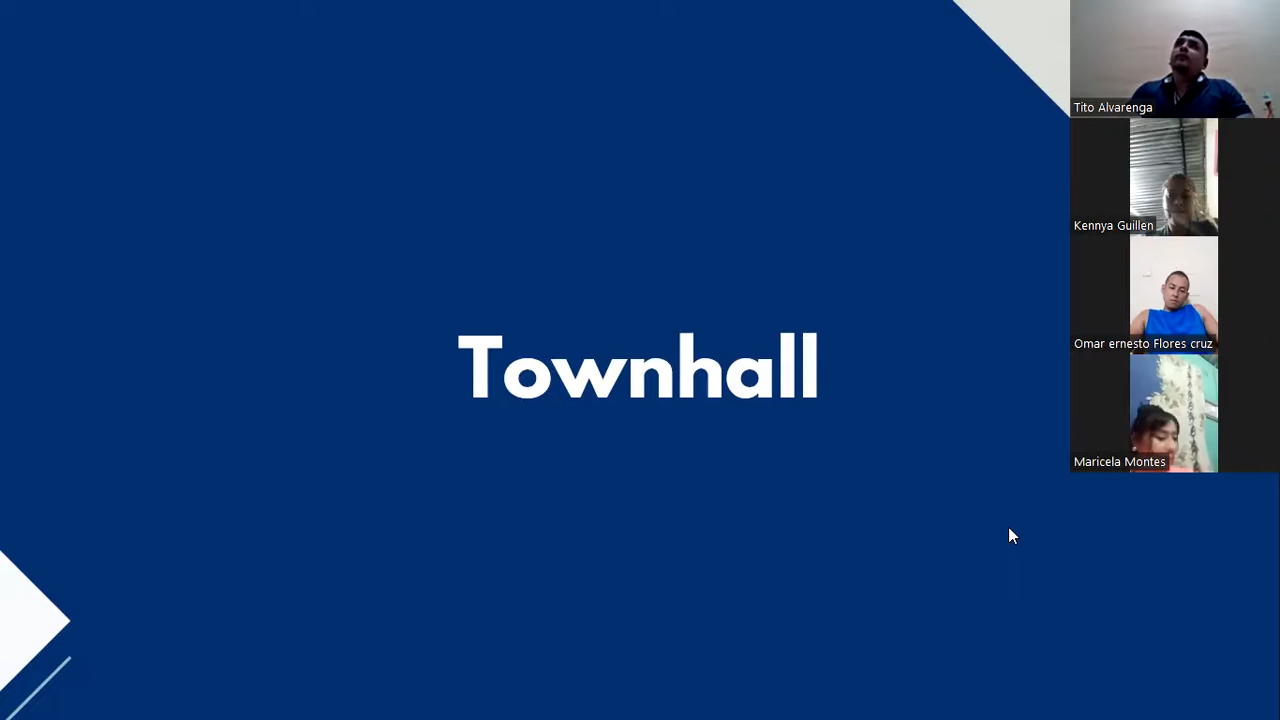 Townhall
Tito Alvarenga
Kennya Guillen
Omar ernesto Flores cruz
Maricela Montes